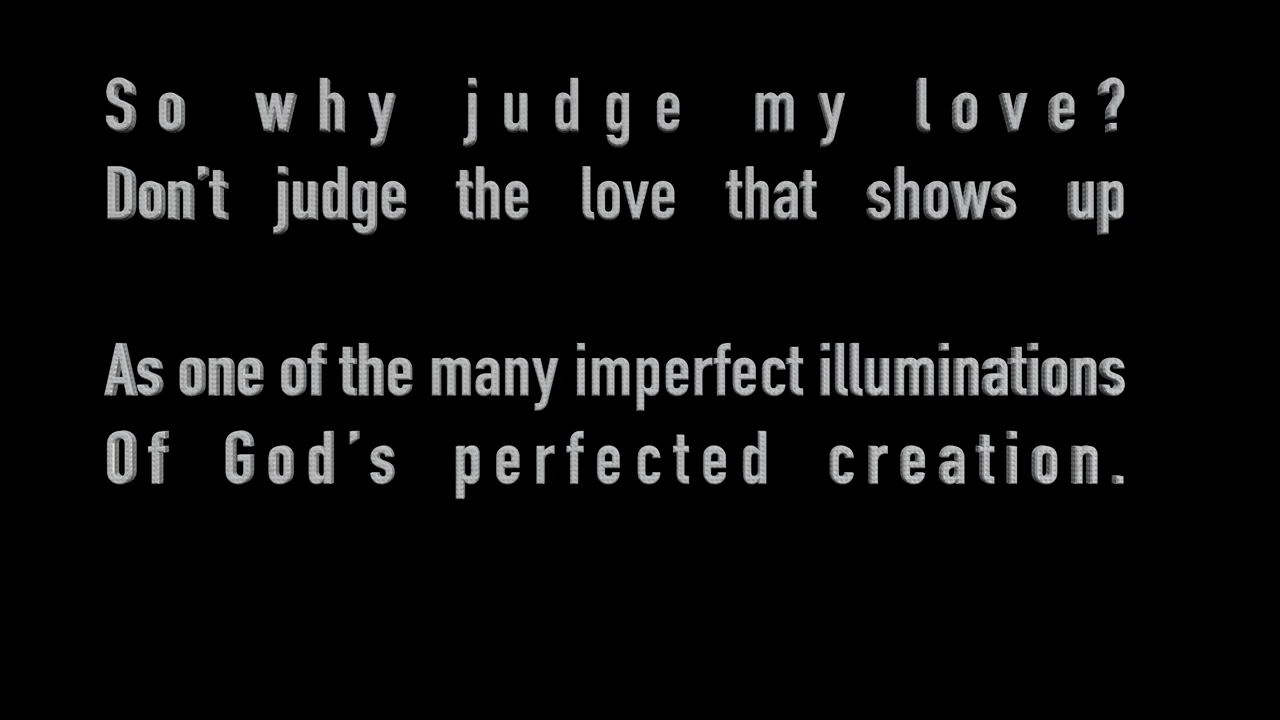 So why judge my love?
Don't judge the love that shows up
As one of the many imperfect illuminations
Of God's perfected creation.